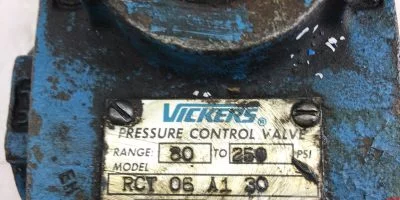 VICKERS®
PRESSURE CONTROL VALVE
RANGE: 80 TO 250 PSI
MODEL
RCT 06 A1 30